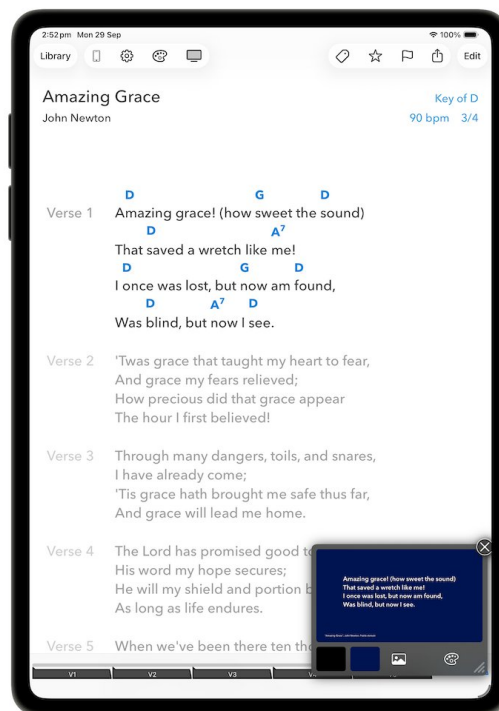 2:52 pm Mon 29 Sep
100%
Library
Edit
Amazing Grace
Key of D
John Newton
90 bpm 3/4
D G D
Verse 1 Amazing grace! (how sweet the sound)
D A7
That saved a wretch like me!
D G D
I once was lost, but now am found,
D A7 D
Was blind, but now I see.
Verse 2 'Twas grace that taught my heart to fear,
And grace my fears relieved;
How precious did that grace appear
The hour I first believed!
Verse 3 Through many dangers, toils, and snares,
I have already come;
'Tis grace hath brought me safe thus far,
And grace will lead me home.
Verse 4 The Lord has promised good
His word my hope secures;
He will my shield and portion
As long as life endures.
Verse 5 When we've been there ten
Amazing grace! (how sweet the sound)
That saved a wretch like me!
I once was lost, but now am found,
Was blind, but now I see.
V1 V2 V3